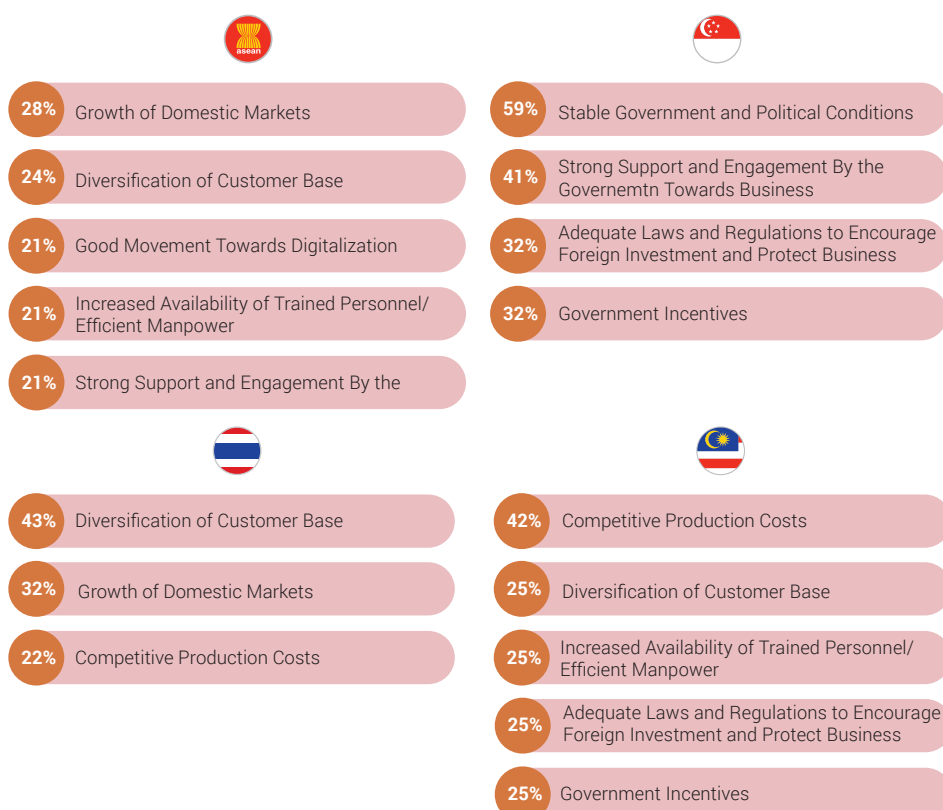 asean
28% Growth of Domestic Markets
24% Diversification of Customer Base
21% Good Movement Towards Digitalization
21% Increased Availability of Trained Personnel/
Efficient Manpower
21% Strong Support and Engagement By the
59% Stable Government and Political Conditions
41% Strong Support and Engagement By the
Governemtn Towards Business
32% Adequate Laws and Regulations to Encourage
Foreign Investment and Protect Business
32% Government Incentives
43% Diversification of Customer Base
32% Growth of Domestic Markets
22% Competitive Production Costs
42% Competitive Production Costs
25% Diversification of Customer Base
25% Increased Availability of Trained Personnel/
Efficient Manpower
25% Adequate Laws and Regulations to Encourage
Foreign Investment and Protect Business
25% Government Incentives